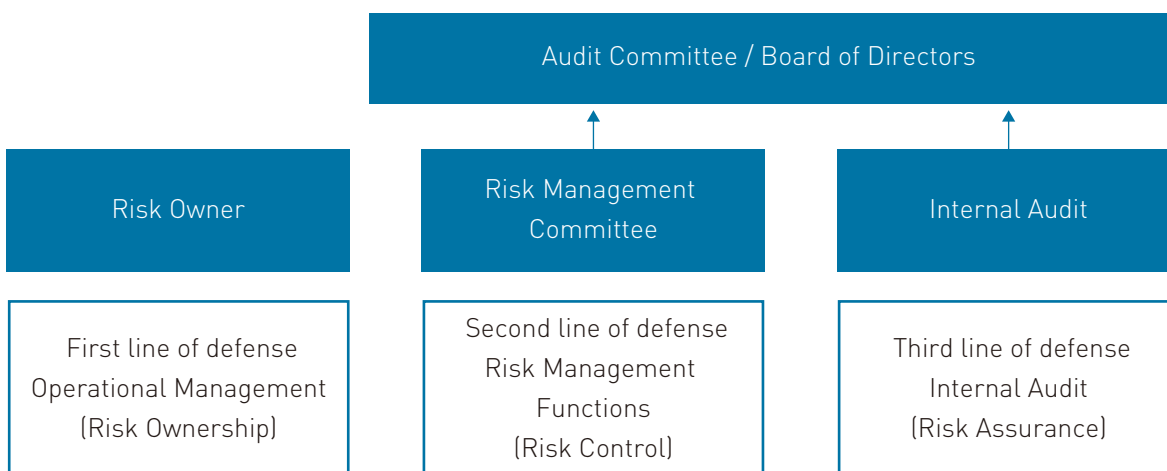 Audit Committee / Board of Directors
Risk Owner
Risk Management
Committee
Internal Audit
First line of defense
Operational Management
(Risk Ownership)
Second line of defense
Risk Management
Functions
(Risk Control)
Third line of defense
Internal Audit
(Risk Assurance)